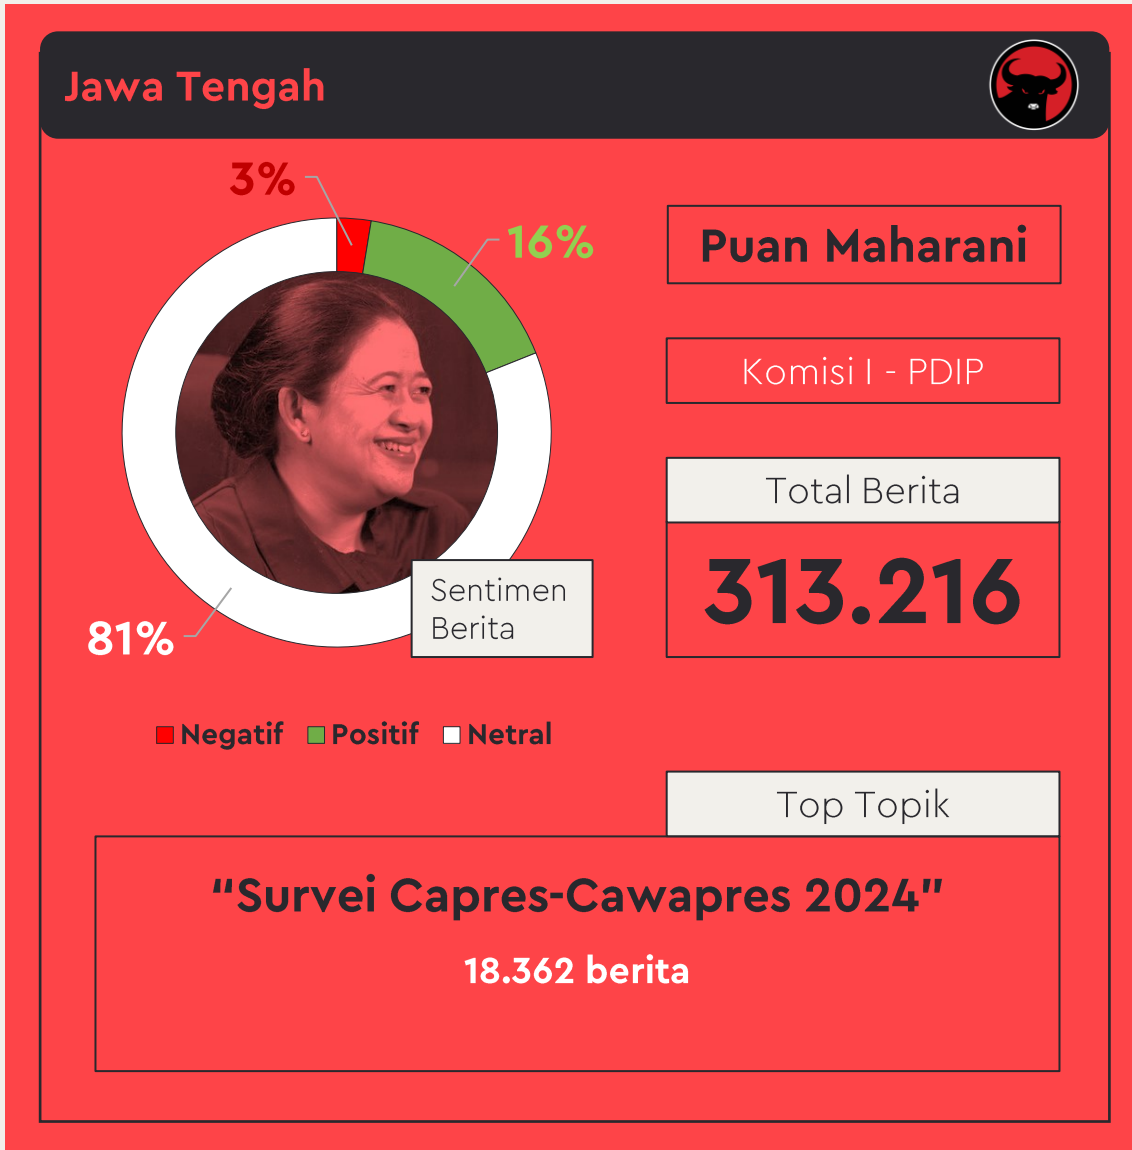 Jawa Tengah
3%
16%
81%
Sentimen
Berita
Negatif
Positif
Netral
Puan Maharani
Komisi I - PDIP
Total Berita
313.216
Top Topik
“Survei Capres-Cawapres 2024”
18.362 berita